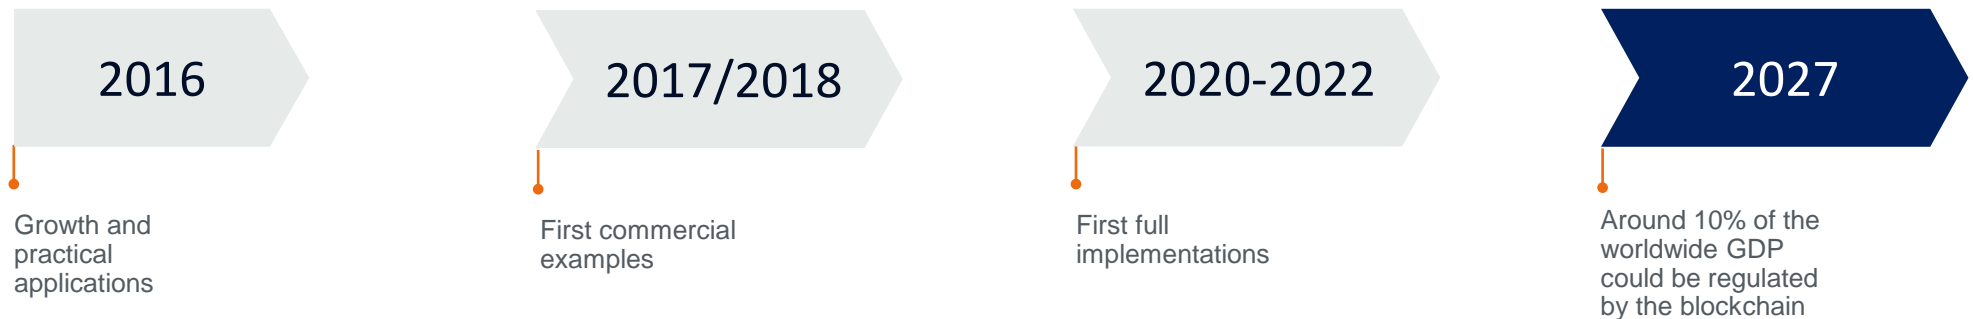 2016
Growth and
practical
applications
2017/2018
First commercial
examples
2020-2022
First full
implementations
2027
Around 10% of the
worldwide GDP
could be regulated
by the blockchain